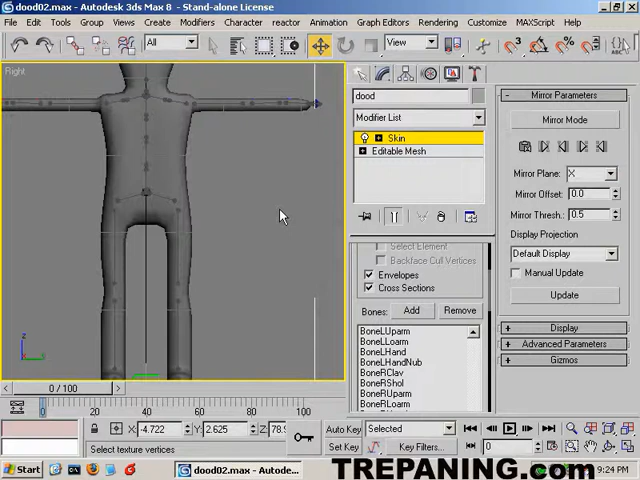 dood02.max - Autodesk 3ds Max 8 - Stand-alone License
File Edit Tools Group Views Create Modifiers Character reactor Animation Graph Editors Rendering Customize MAXScript Help
All View
Right
dood
Modifier List
Skin
Editable Mesh
Select Element
Backface Cull Vertices
Envelopes
Cross Sections
Bones: Add Remove
BoneLUparm
BoneLLoarm
BoneLHand
BoneLHandNub
BoneRClav
BoneRShol
BoneRUparm
BoneRLoarm
BoneRHand
Mirror Parameters
Mirror Mode
Mirror Plane: X
Mirror Offset: 0.0
Mirror Thresh.: 0.5
Display Projection
Default Display
Manual Update
Update
Display
Advanced Parameters
Gizmos
z
x
0 / 100
0 20 40 60 80 100
X: -4.722 Y: 2.625 Z: 78.9
Auto Key Selected
Select texture vertices
Set Key Key Filters... 0
Start dood02.max - Autodes... 9:24 PM
TREPANING.com